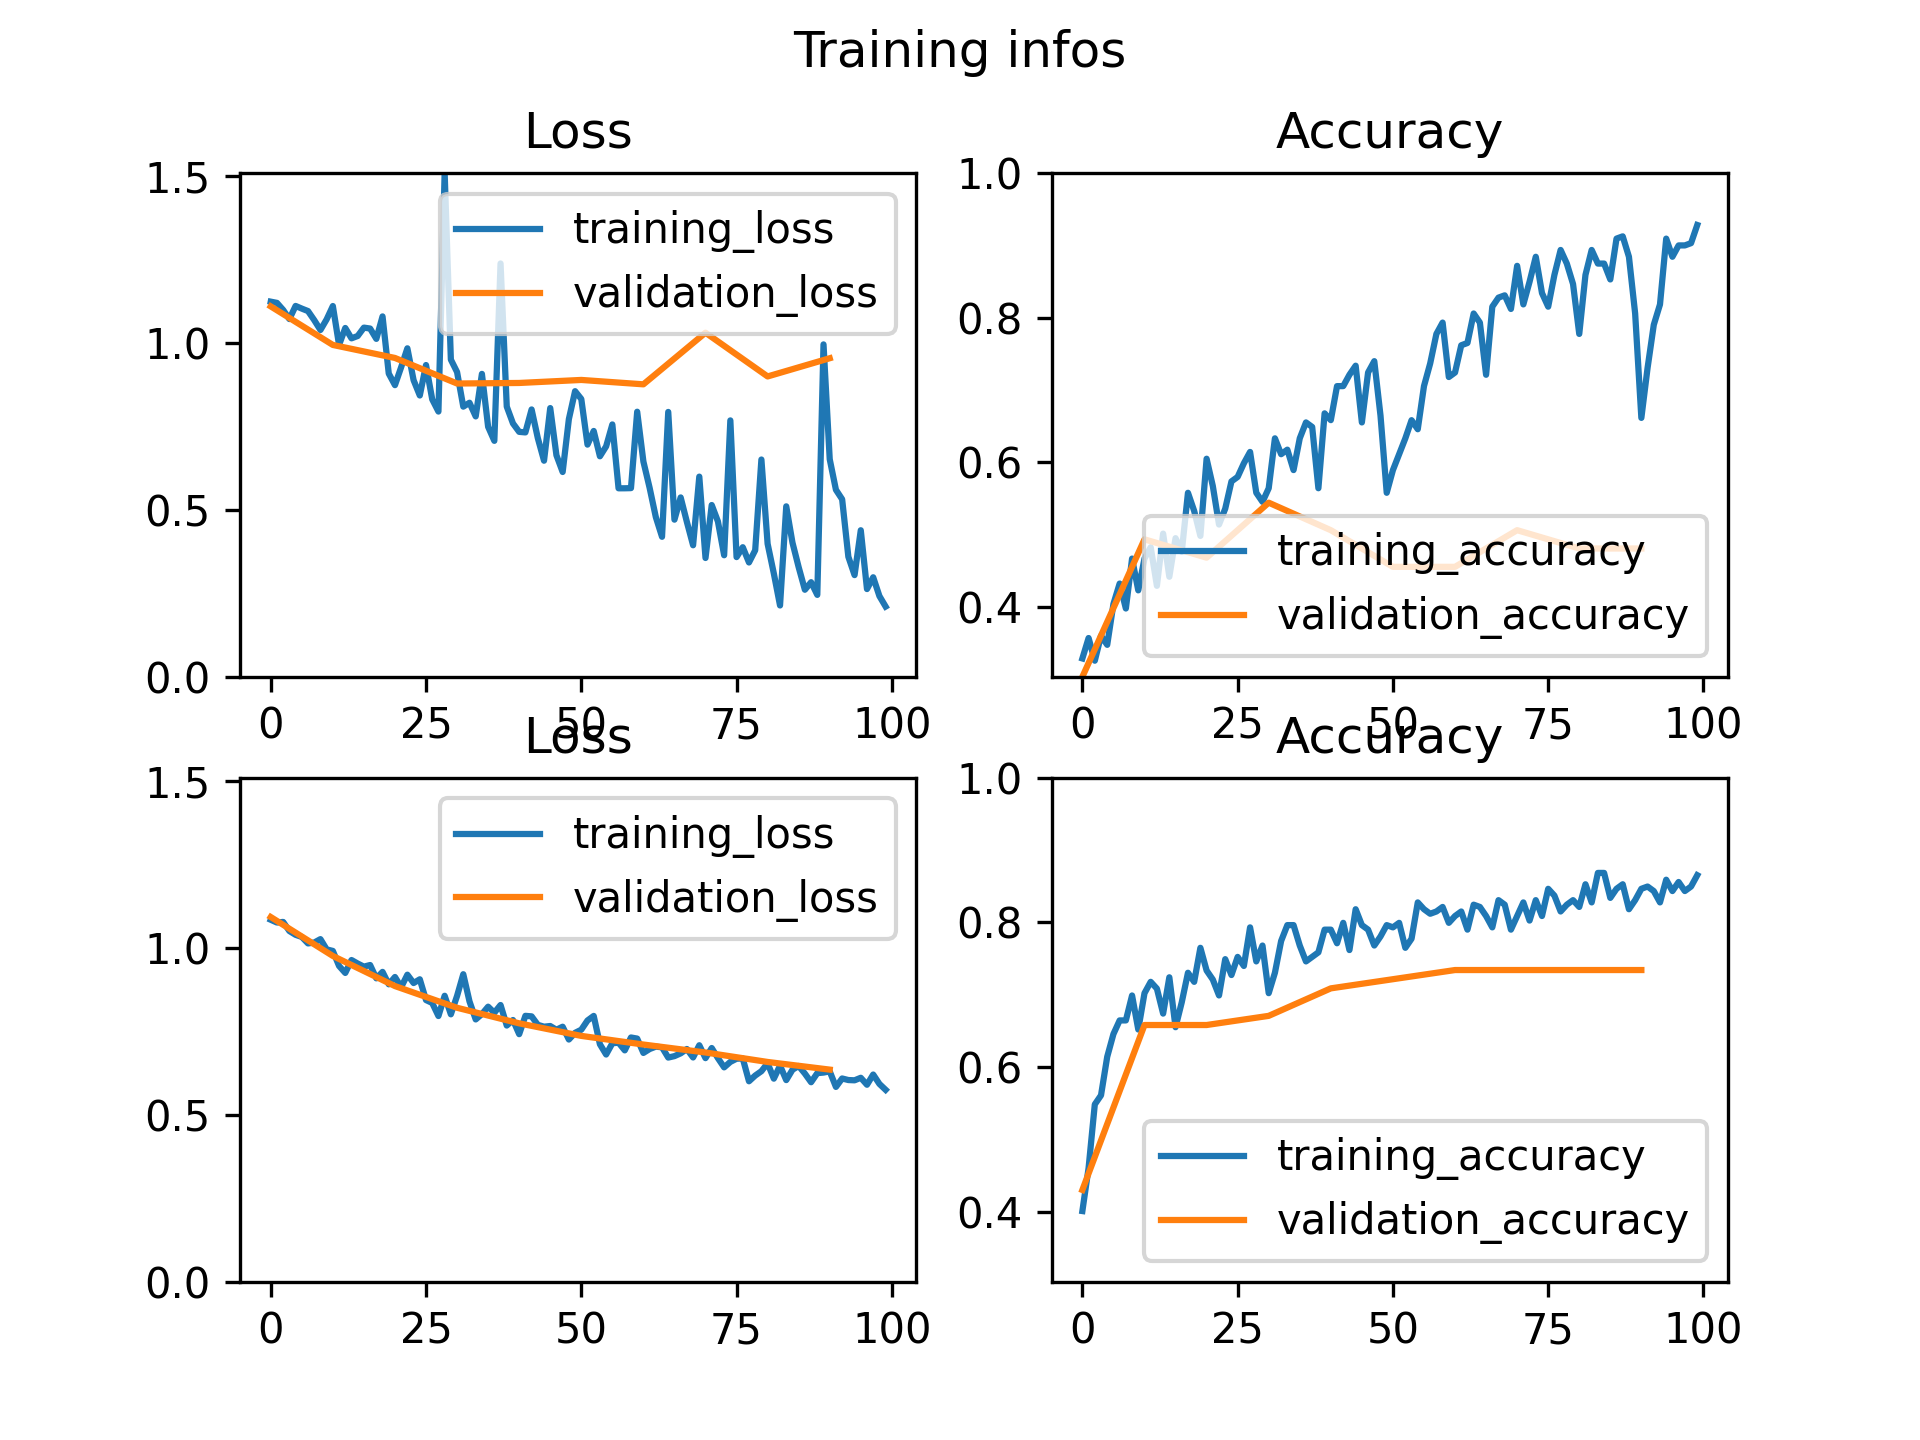 Training infos
Loss
1.5
1.0
0.5
0.0
training_loss
validation_loss
0 25 50 75 100
Accuracy
1.0
0.8
0.6
0.4
training_accuracy
validation_accuracy
0 25 50 75 100
Loss
1.5
1.0
0.5
0.0
training_loss
validation_loss
0 25 50 75 100
Accuracy
1.0
0.8
0.6
0.4
training_accuracy
validation_accuracy
0 25 50 75 100